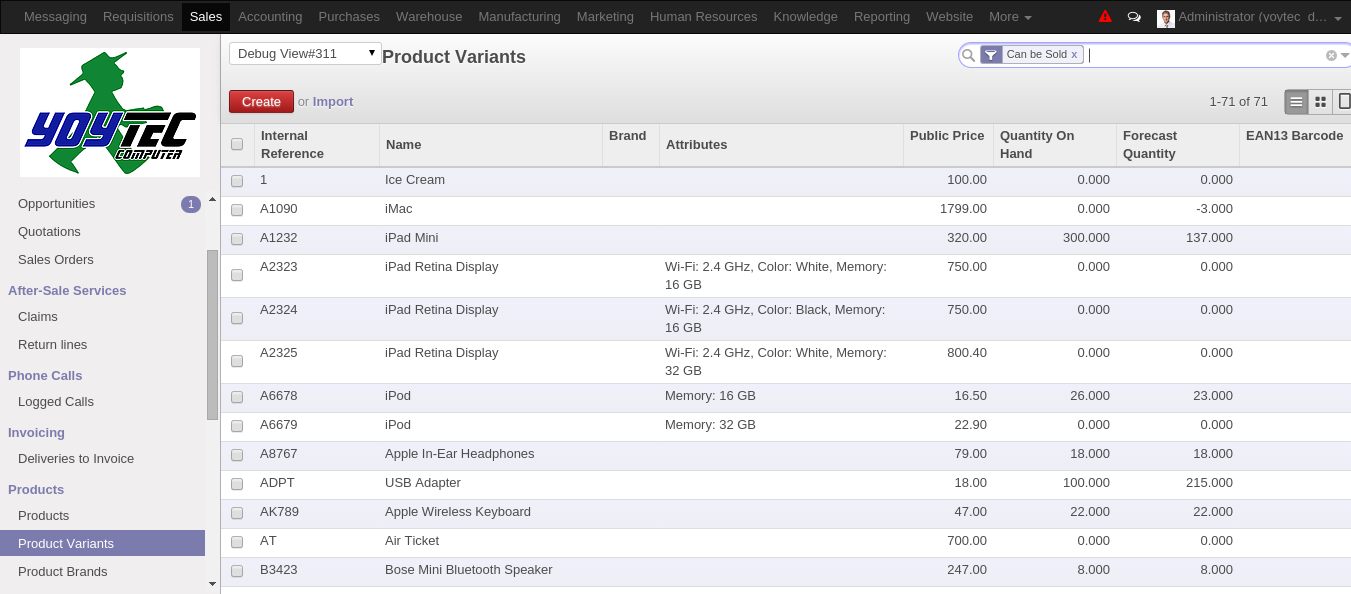 Messaging Requisitions Sales Accounting Purchases Warehouse Manufacturing Marketing Human Resources Knowledge Reporting Website More Administrator (yoytec_d...
YOYTEC
COMPUTER
Opportunities 1
Quotations
Sales Orders
After-Sale Services
Claims
Return lines
Phone Calls
Logged Calls
Invoicing
Deliveries to Invoice
Products
Products
Product Variants
Product Brands
Debug View#311 Product Variants Can be Sold x
Create or Import 1-71 of 71
Internal Reference Name Brand Attributes Public Price Quantity On Hand Forecast Quantity EAN13 Barcode
1 Ice Cream 100.00 0.000 0.000
A1090 iMac 1799.00 0.000 -3.000
A1232 iPad Mini 320.00 300.000 137.000
A2323 iPad Retina Display Wi-Fi: 2.4 GHz, Color: White, Memory: 750.00 0.000 0.000
16 GB
A2324 iPad Retina Display Wi-Fi: 2.4 GHz, Color: Black, Memory: 750.00 0.000 0.000
16 GB
A2325 iPad Retina Display Wi-Fi: 2.4 GHz, Color: White, Memory: 800.40 0.000 0.000
32 GB
A6678 iPod Memory: 16 GB 16.50 26.000 23.000
A6679 iPod Memory: 32 GB 22.90 0.000 0.000
A8767 Apple In-Ear Headphones 79.00 18.000 18.000
ADPT USB Adapter 18.00 100.000 215.000
AK789 Apple Wireless Keyboard 47.00 22.000 22.000
AT Air Ticket 700.00 0.000 0.000
B3423 Bose Mini Bluetooth Speaker 247.00 8.000 8.000